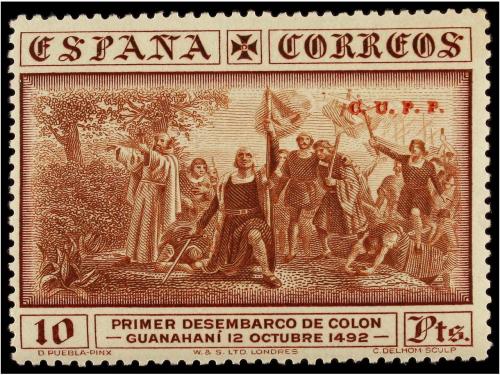 ESPAÑA CORREOS
C. U. P. P.
10 PRIMER DESEMBARCO DE COLON Pts.
— GUANAHANÍ 12 OCTUBRE 1492 —
D. PUEBLA-PINX W. & S. LTD LONDRES C. DELHOM SCULP